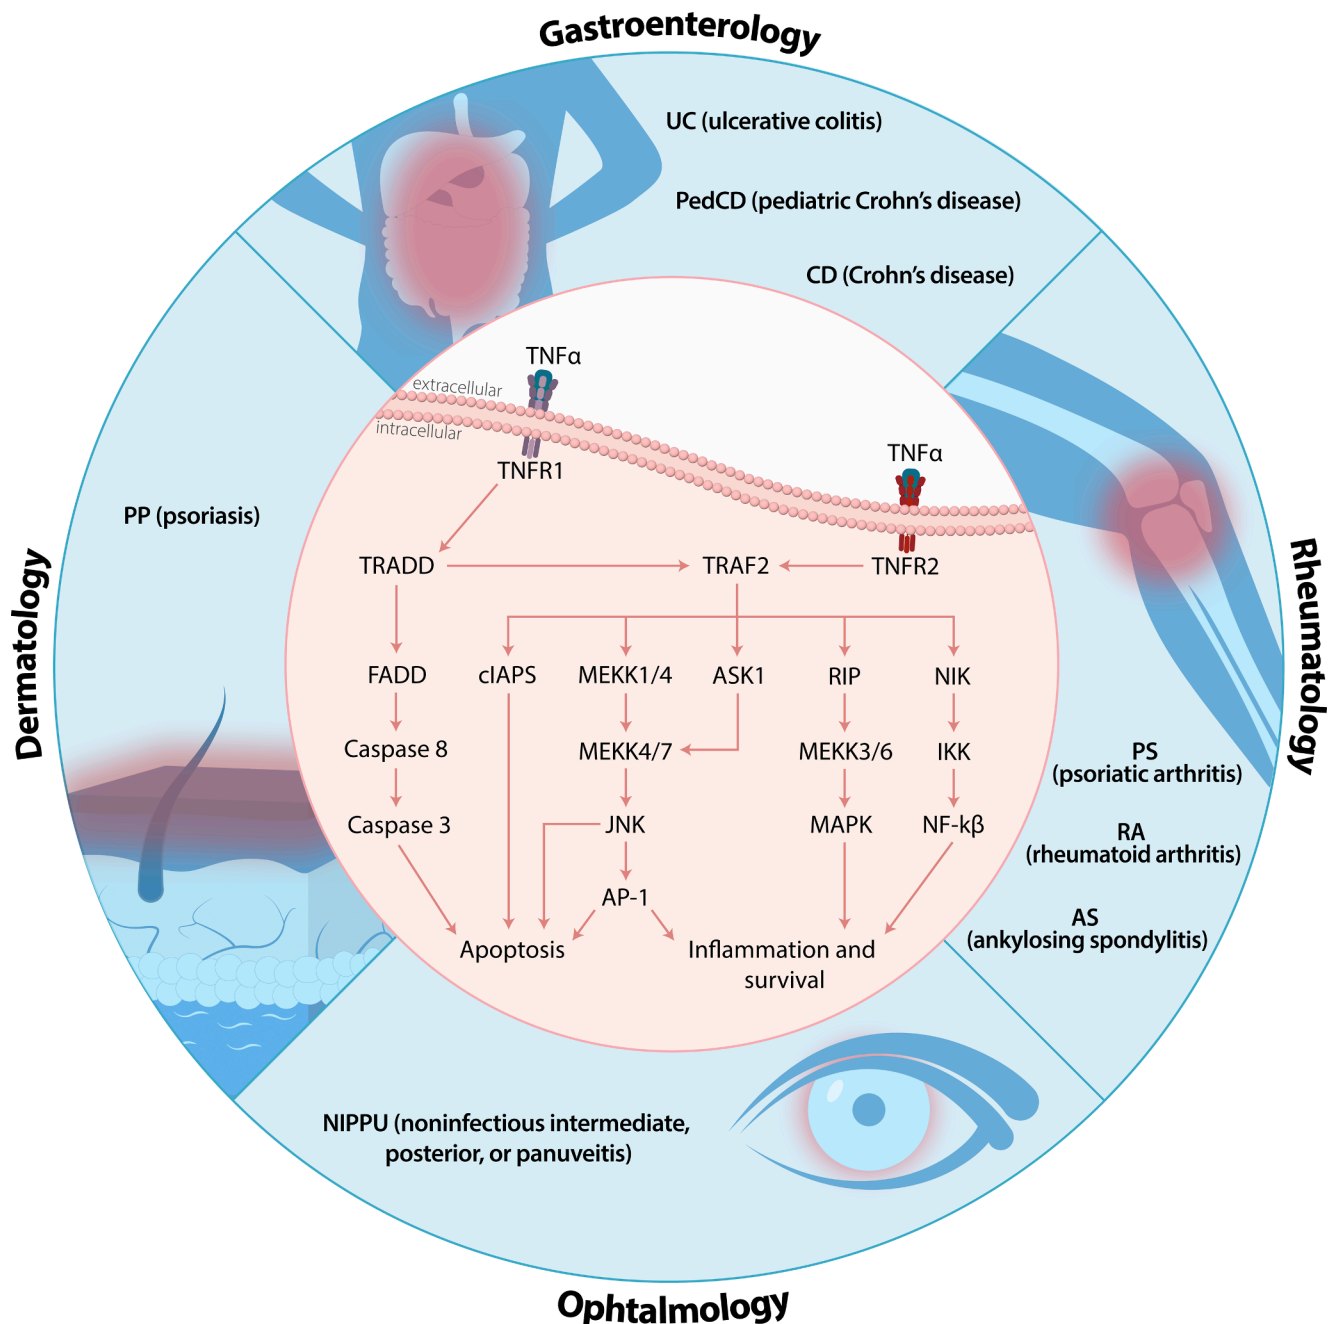 Gastroenterology
UC (ulcerative colitis)
PedCD (pediatric Crohn’s disease)
CD (Crohn’s disease)
TNFα
extracellular
intracellular
TNFR1
TNFα
TNFR2
PP (psoriasis)
Dermatology
Rheumatology
TRADD
TRAF2
FADD
cIAPS
MEKK1/4
ASK1
RIP
NIK
Caspase 8
MEKK4/7
MEKK3/6
IKK
Caspase 3
JNK
MAPK
NF-kβ
AP-1
Apoptosis
Inflammation and
survival
PS
(psoriatic arthritis)
RA
(rheumatoid arthritis)
AS
(ankylosing spondylitis)
NIPPU (noninfectious intermediate,
posterior, or panuveitis)
Ophtalmology